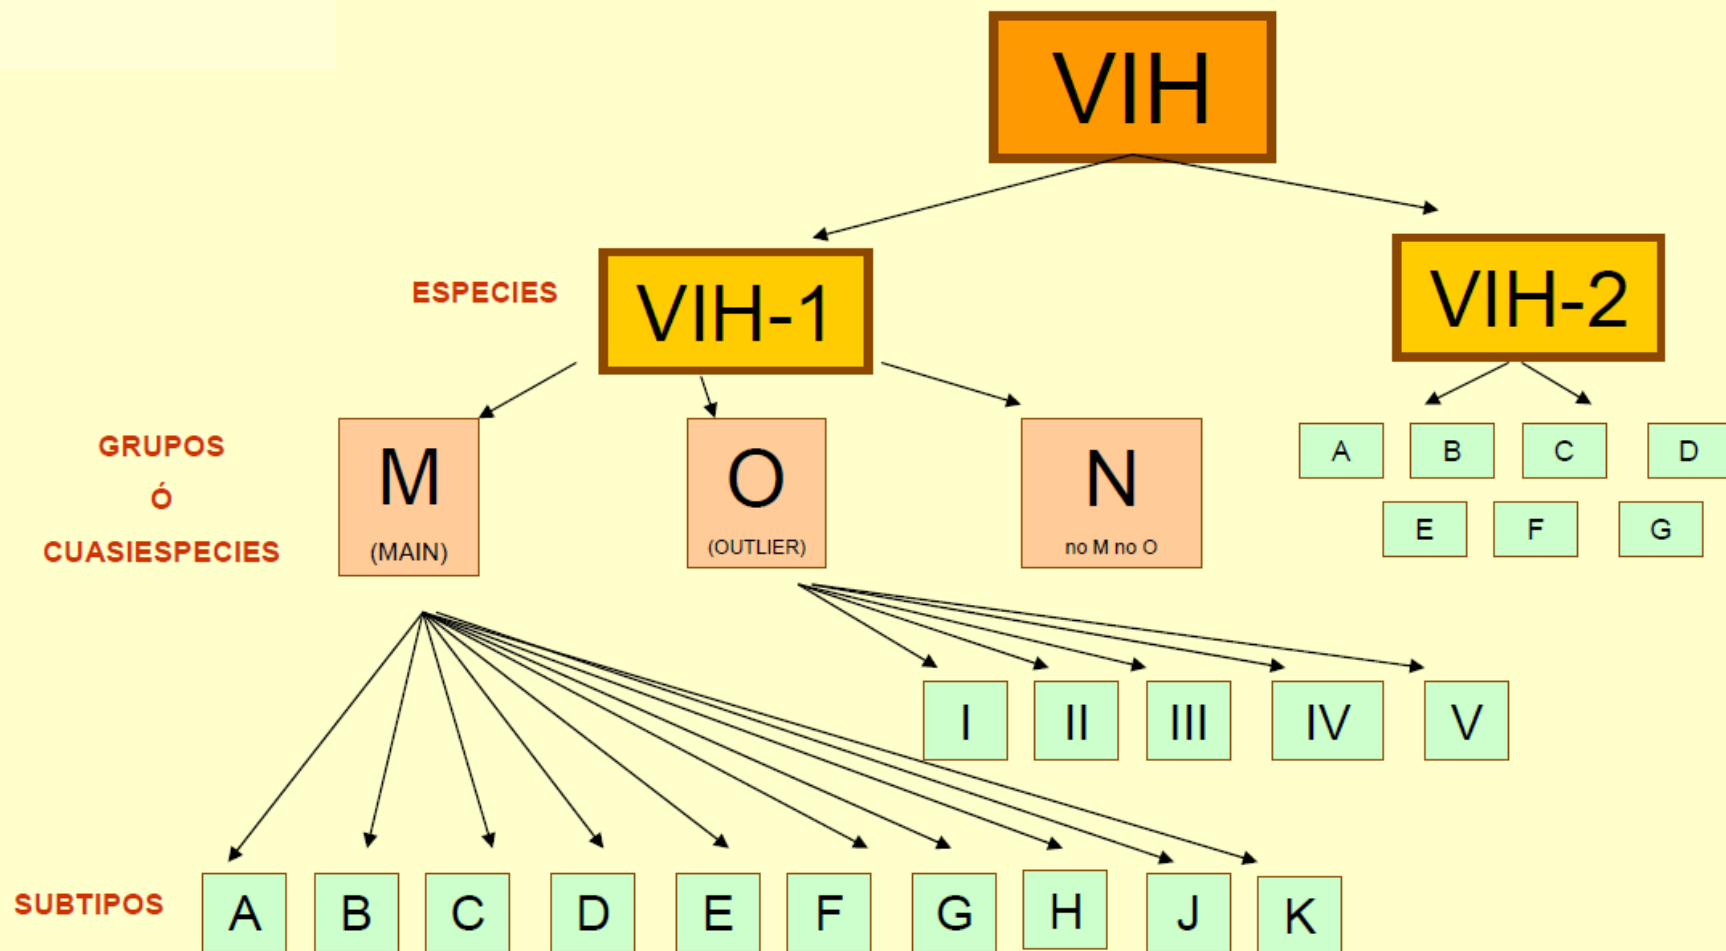 VIH
ESPECIES
VIH-1
VIH-2
GRUPOS
Ó
CUASIESPECIES
M
(MAIN)
O
(OUTLIER)
N
no M no O
A
B
C
D
E
F
G
I
II
III
IV
V
SUBTIPOS
A
B
C
D
E
F
G
H
J
K